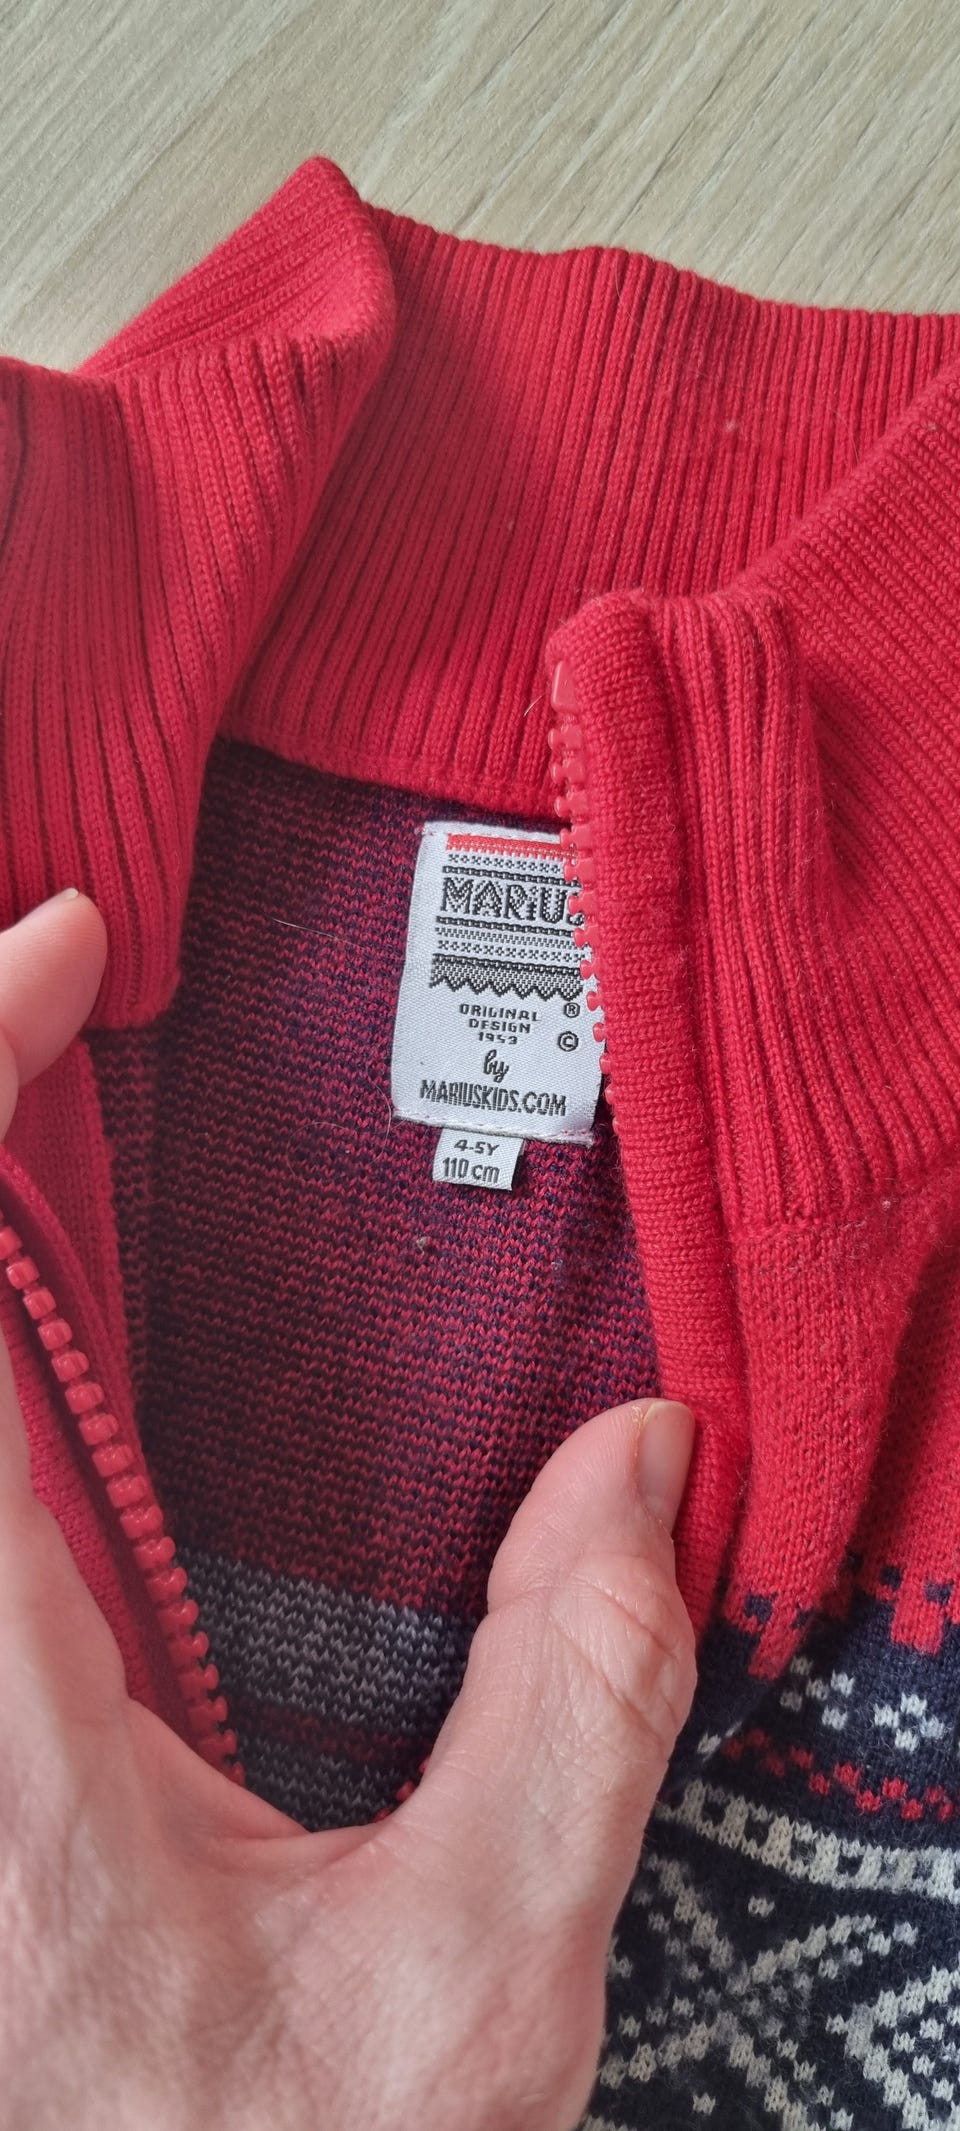 MARiUS
ORIGINAL ®
DESIGN
1953 ©
by
MARIUSKIDS.COM
4-5Y
110 cm